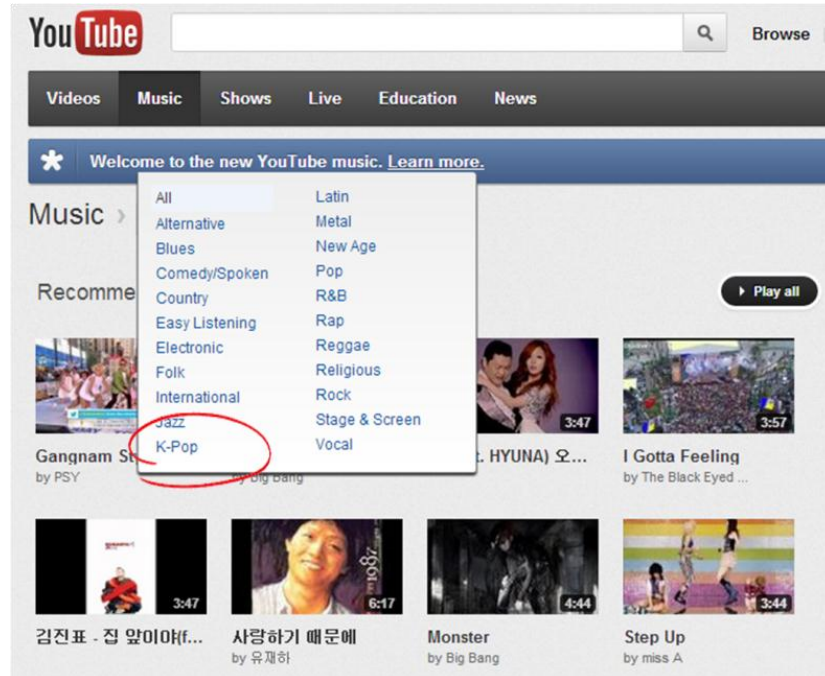 YouTube
Browse
Videos Music Shows Live Education News
Welcome to the new YouTube music. Learn more.
Music ›
All
Alternative
Blues
Comedy/Spoken
Country
Easy Listening
Electronic
Folk
International
Jazz
K-Pop
Latin
Metal
New Age
Pop
R&B
Rap
Reggae
Religious
Rock
Stage & Screen
Vocal
Recomme
Play all
3:47
3:57
Gangnam St
by PSY
by Big Bang
. HYUNA) 오...
I Gotta Feeling
by The Black Eyed ...
3:47
6:17
4:44
3:44
1987
김진표 - 집 앞이야(f...
사랑하기 때문에
by 유재하
Monster
by Big Bang
Step Up
by miss A